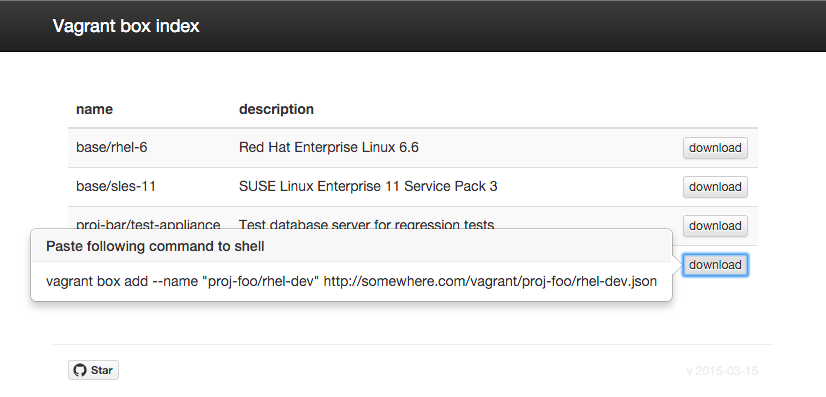 Vagrant box index
name description
base/rhel-6 Red Hat Enterprise Linux 6.6 download
base/sles-11 SUSE Linux Enterprise 11 Service Pack 3 download
proj-bar/test-appliance Test database server for regression tests download
Paste following command to shell
vagrant box add --name "proj-foo/rhel-dev" http://somewhere.com/vagrant/proj-foo/rhel-dev.json
download
Star
v 2015-03-15